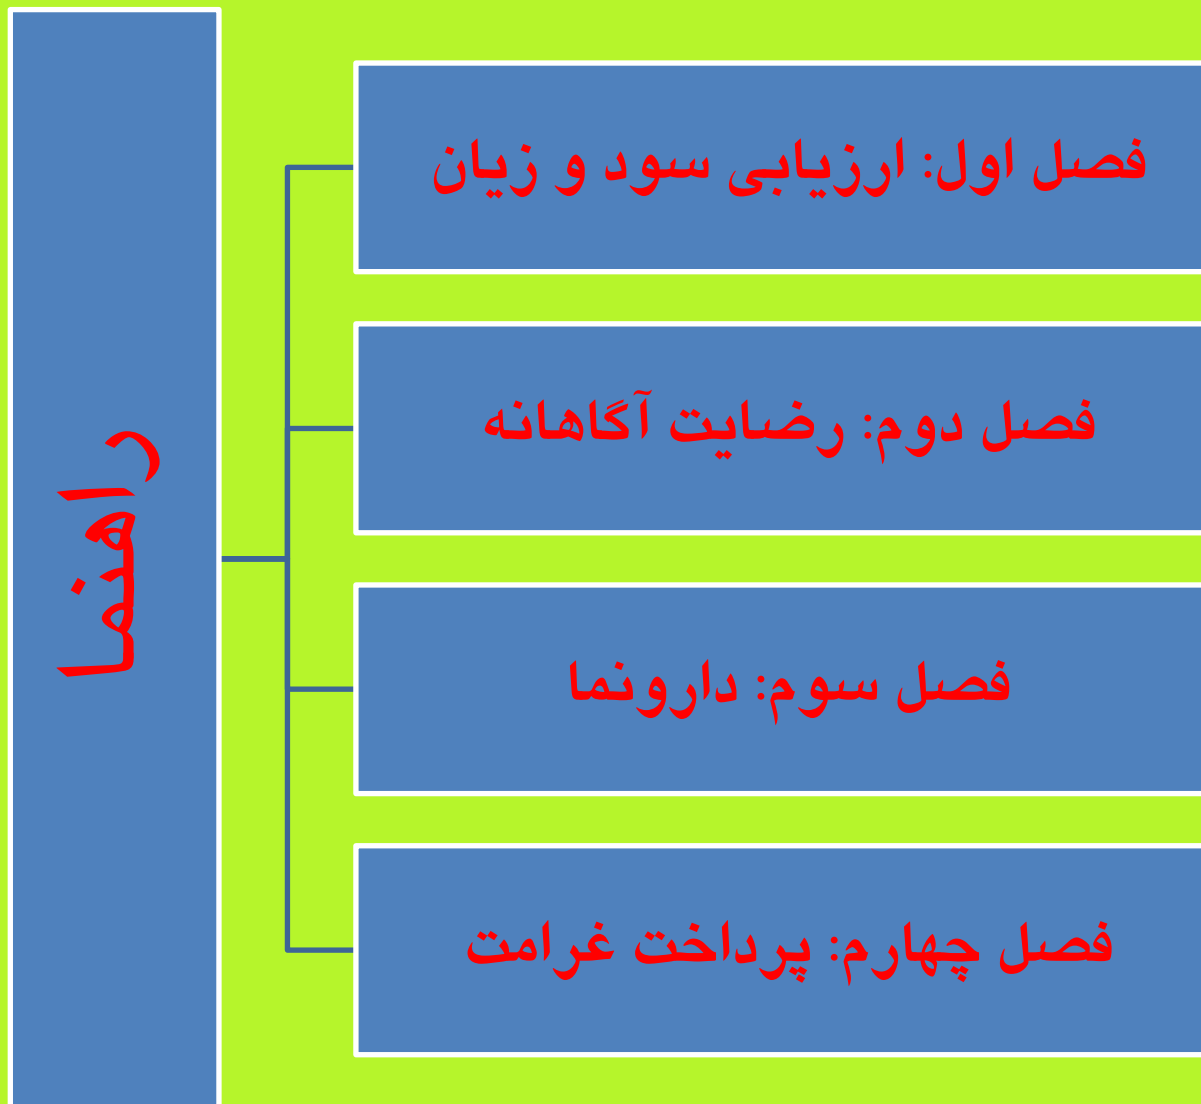 راهنما
فصل اول: ارزیابی سود و زیان
فصل دوم: رضایت آگاهانه
فصل سوم: دارونما
فصل چهارم: پرداخت غرامت